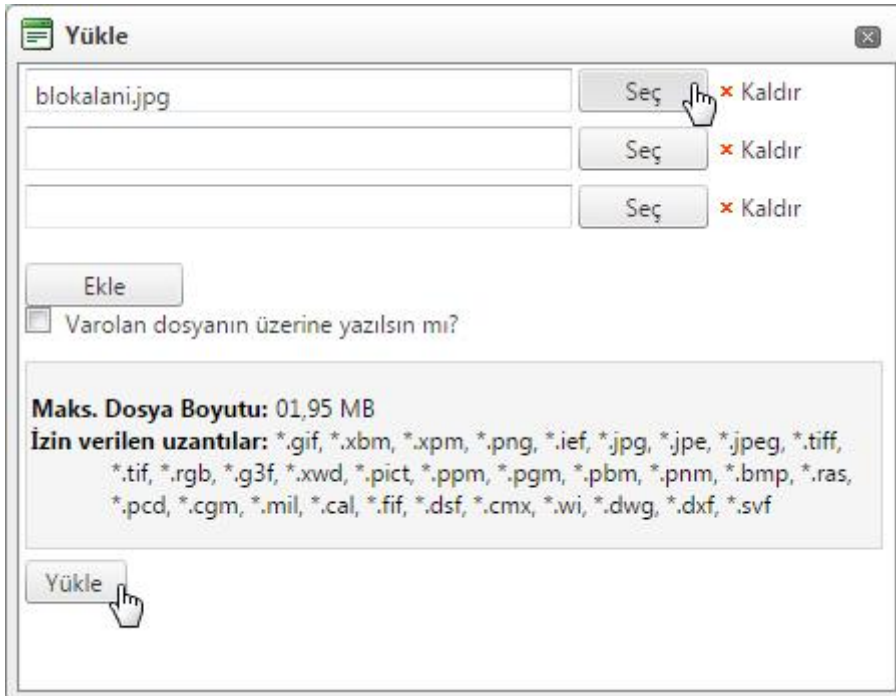 Yükle
blokalani.jpg Seç Kaldır
Seç Kaldır
Seç Kaldır
Ekle
Varolan dosyanın üzerine yazılsın mı?
Maks. Dosya Boyutu: 01,95 MB
İzin verilen uzantılar: *.gif, *.xbm, *.xpm, *.png, *.ief, *.jpg, *.jpe, *.jpeg, *.tiff,
*.tif, *.rgb, *.g3f, *.xwd, *.pict, *.ppm, *.pgm, *.pbm, *.pnm, *.bmp, *.ras,
*.pcd, *.cgm, *.mil, *.cal, *.fif, *.dsf, *.cmx, *.wi, *.dwg, *.dxf, *.svf
Yükle